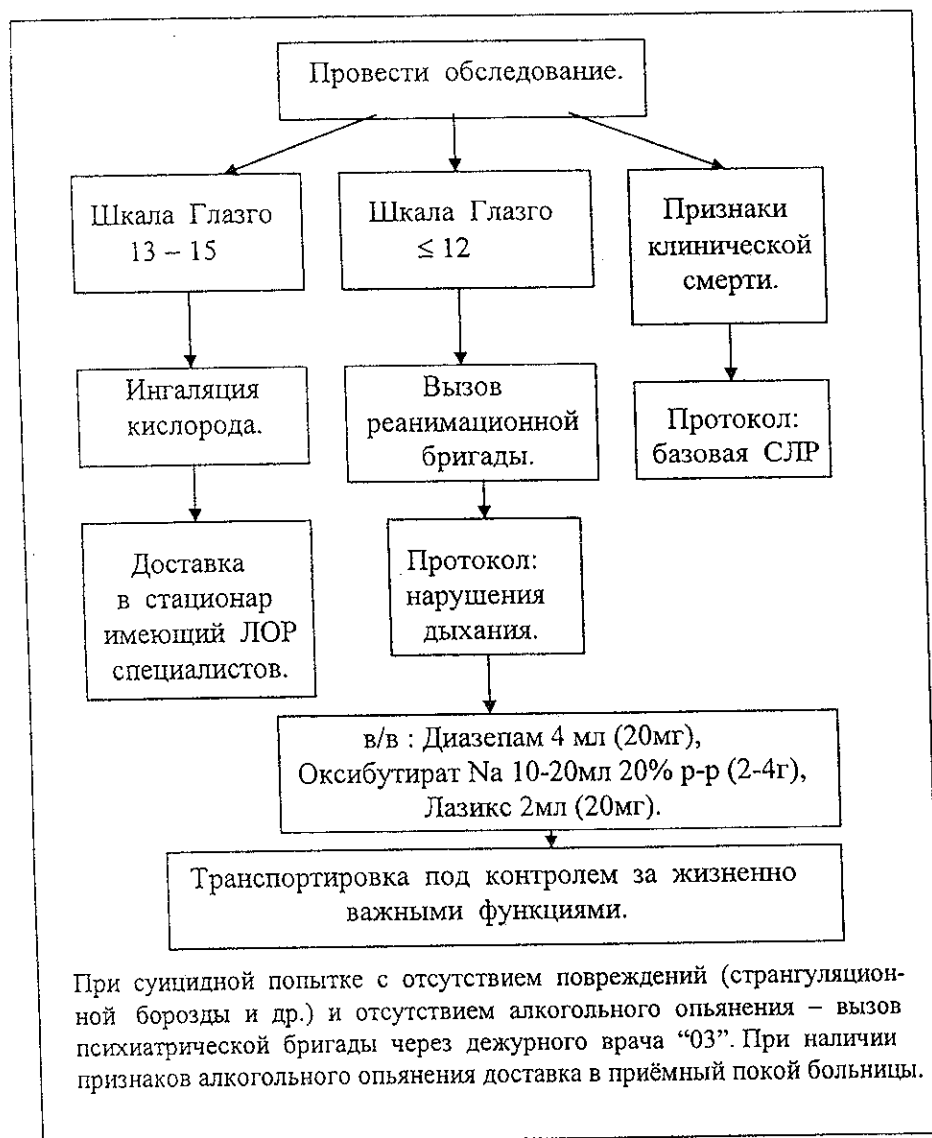 Провести обследование.
Шкала Глазго
13 – 15
Шкала Глазго
≤ 12
Признаки
клинической
смерти.
Ингаляция
кислорода.
Вызов
реанимационной
бригады.
Протокол:
базовая СЛР
Доставка
в стационар
имеющий ЛОР
специалистов.
Протокол:
нарушения
дыхания.
в/в : Диазепам 4 мл (20мг),
Оксибутират Na 10-20мл 20% р-р (2-4г),
Лазикс 2мл (20мг).
Транспортировка под контролем за жизненно
важными функциями.
При суицидной попытке с отсутствием повреждений (странгуляцион-
ной борозды и др.) и отсутствием алкогольного опьянения – вызов
психиатрической бригады через дежурного врача “03”. При наличии
признаков алкогольного опьянения доставка в приёмный покой больницы.